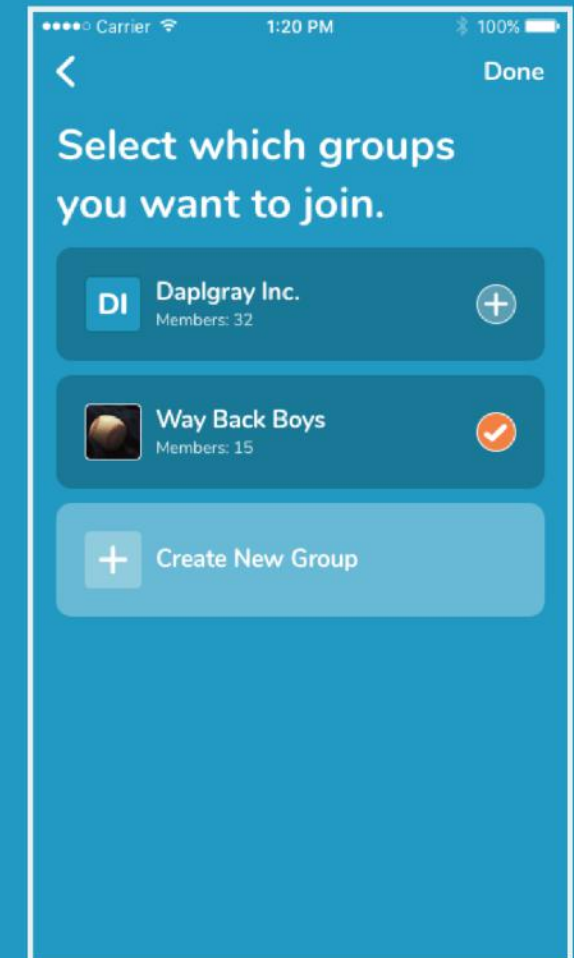 Carrier 1:20 PM 100%
Done
Select which groups
you want to join.
DI
Daplgray Inc.
Members: 32
Way Back Boys
Members: 15
Create New Group